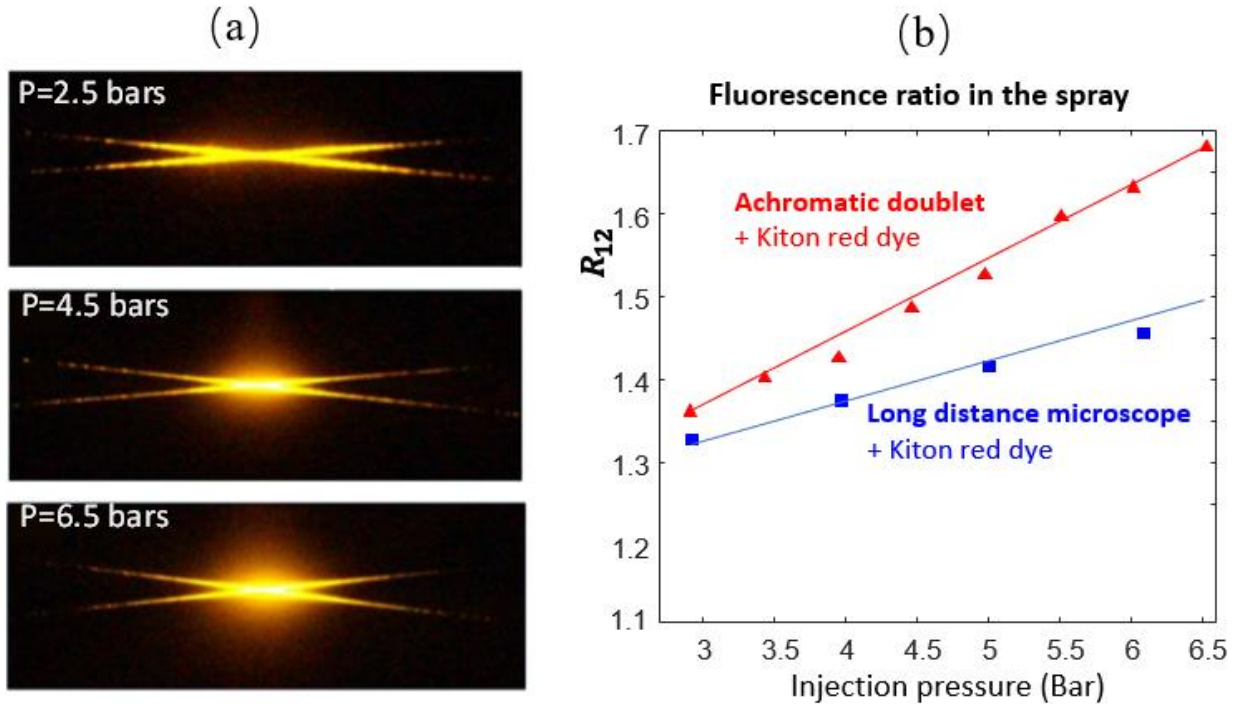 (a)
P=2.5 bars
P=4.5 bars
P=6.5 bars
(b)
Fluorescence ratio in the spray
R12
1.7
1.6
1.5
1.4
1.3
1.2
1.1
Achromatic doublet
+ Kiton red dye
Long distance microscope
+ Kiton red dye
3 3.5 4 4.5 5 5.5 6 6.5
Injection pressure (Bar)